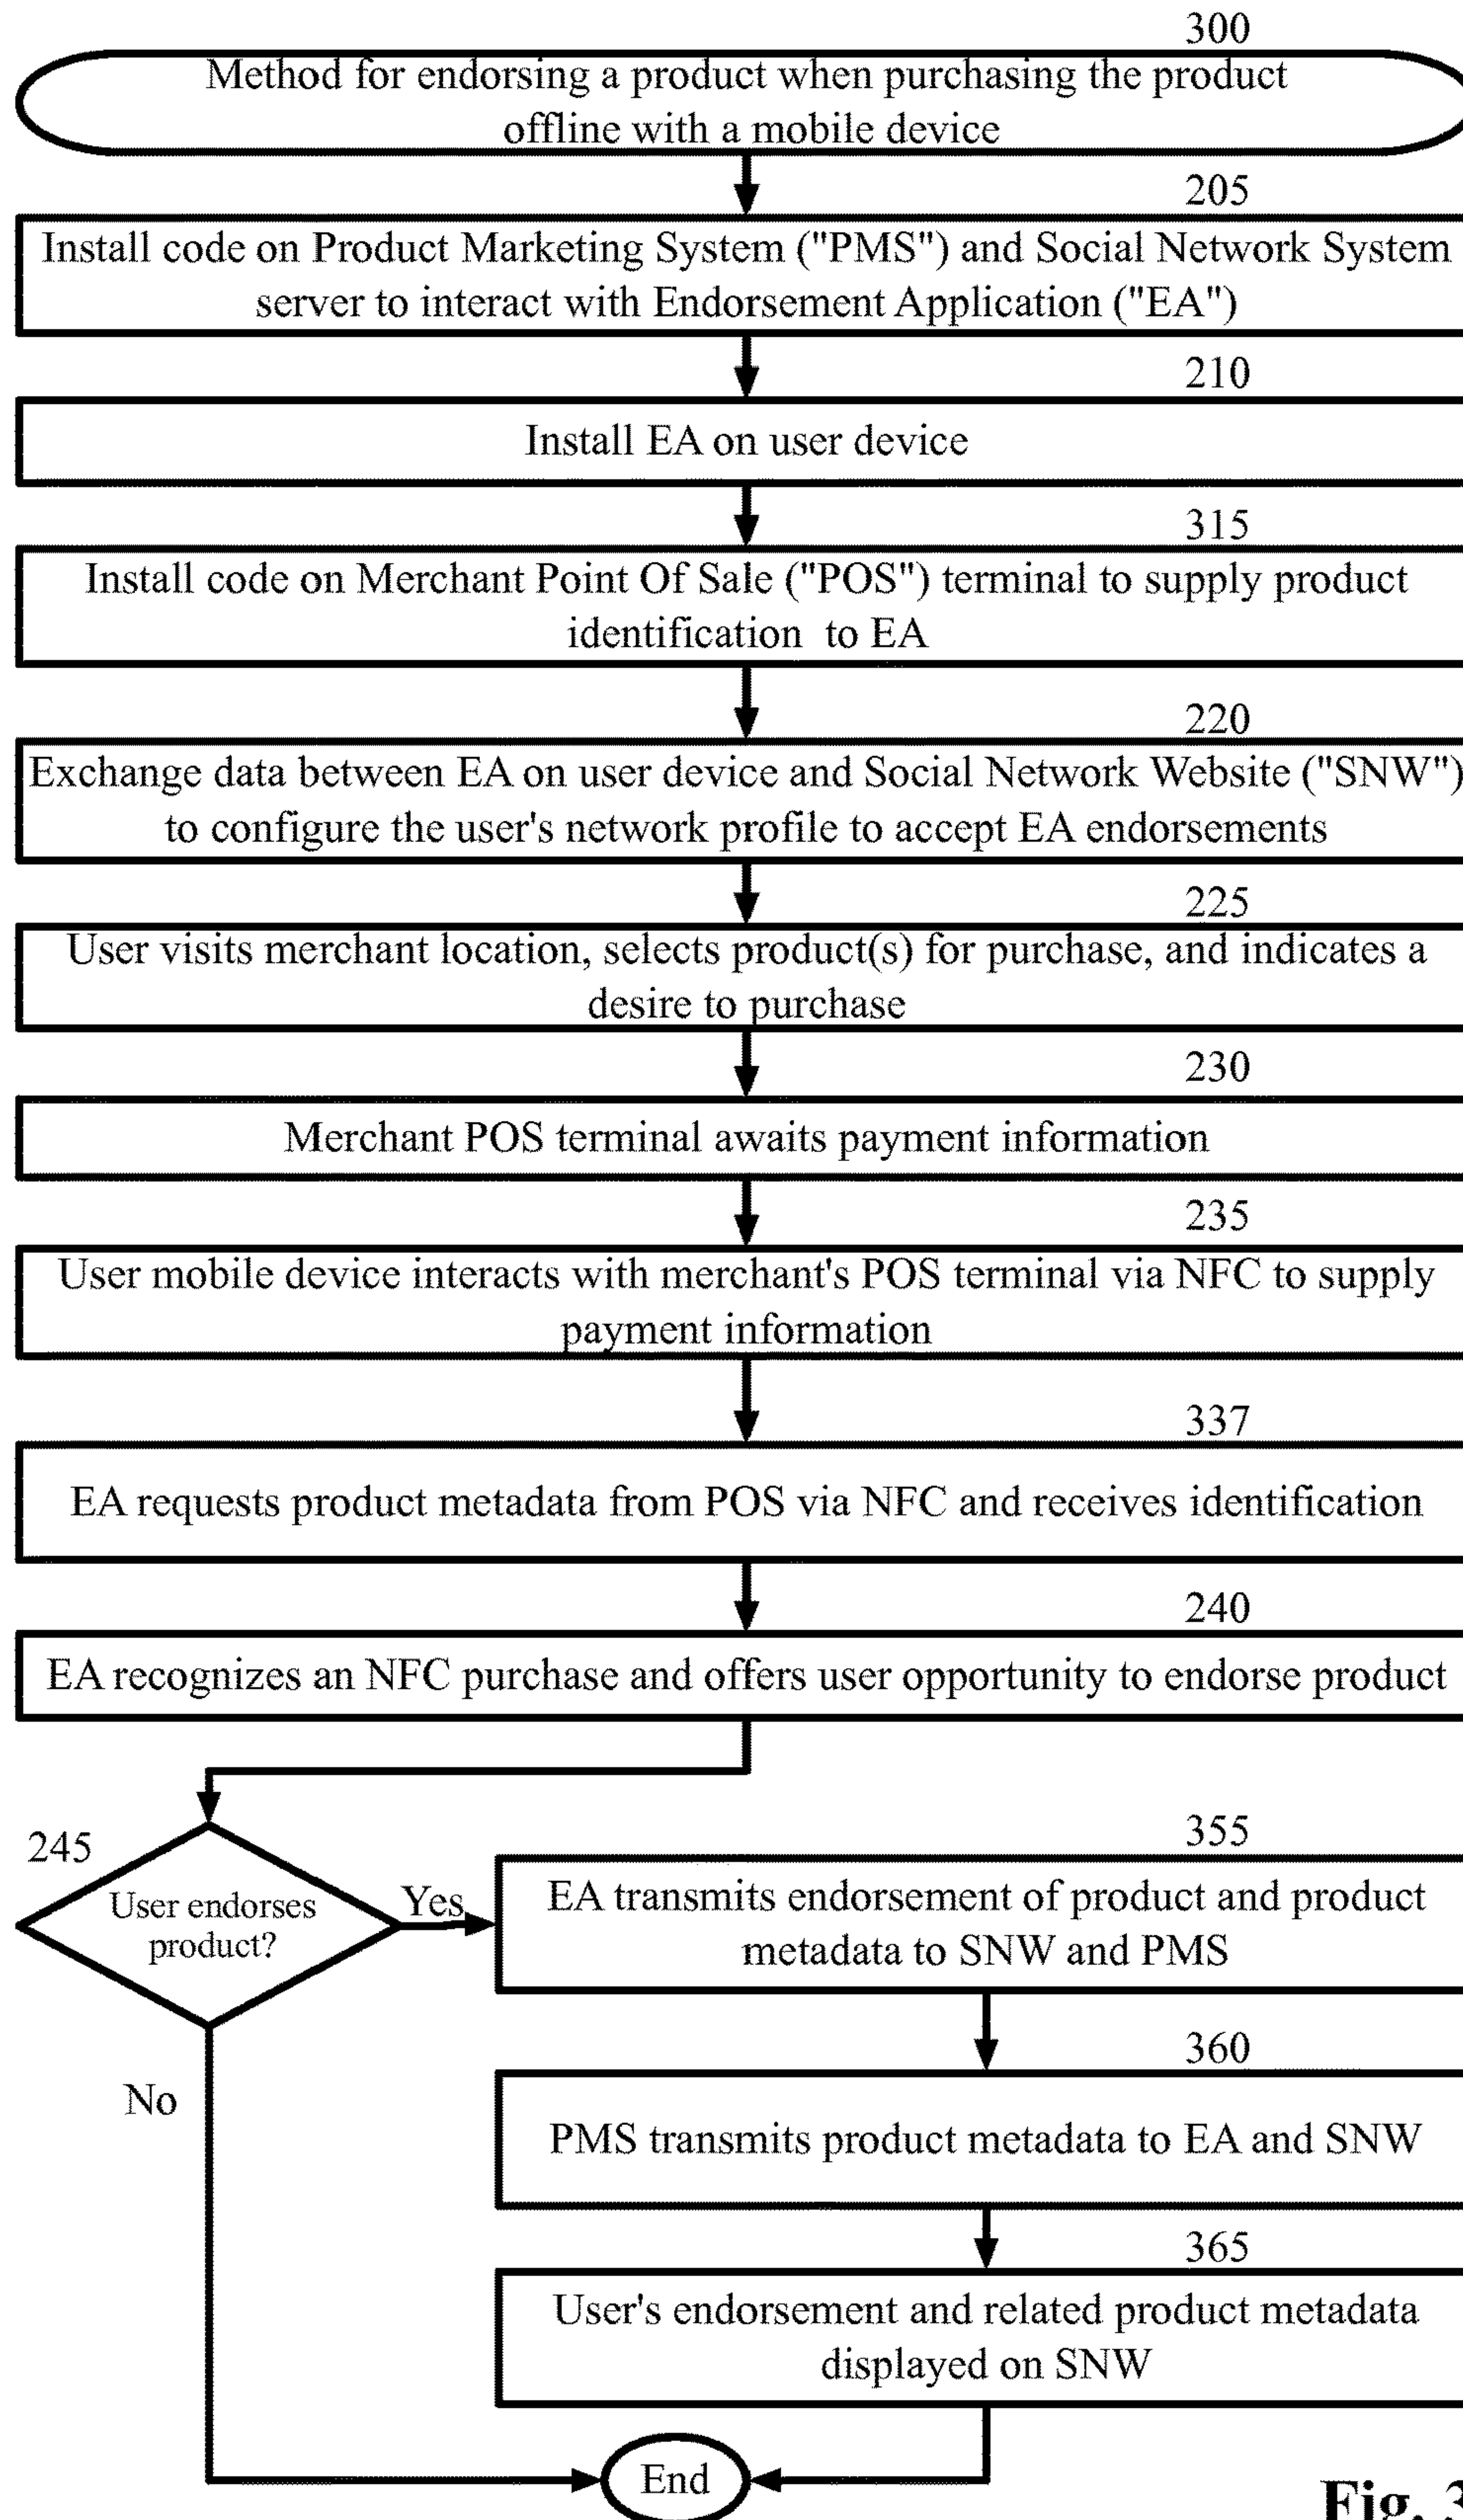 300
Method for endorsing a product when purchasing the product
offline with a mobile device
205
Install code on Product Marketing System ("PMS") and Social Network System
server to interact with Endorsement Application ("EA")
210
Install EA on user device
315
Install code on Merchant Point Of Sale ("POS") terminal to supply product
identification to EA
220
Exchange data between EA on user device and Social Network Website ("SNW")
to configure the user's network profile to accept EA endorsements
225
User visits merchant location, selects product(s) for purchase, and indicates a
desire to purchase
230
Merchant POS terminal awaits payment information
235
User mobile device interacts with merchant's POS terminal via NFC to supply
payment information
337
EA requests product metadata from POS via NFC and receives identification
240
EA recognizes an NFC purchase and offers user opportunity to endorse product
245
User endorses
product?
Yes
355
EA transmits endorsement of product and product
metadata to SNW and PMS
No
360
PMS transmits product metadata to EA and SNW
365
User's endorsement and related product metadata
displayed on SNW
End
Fig. 3